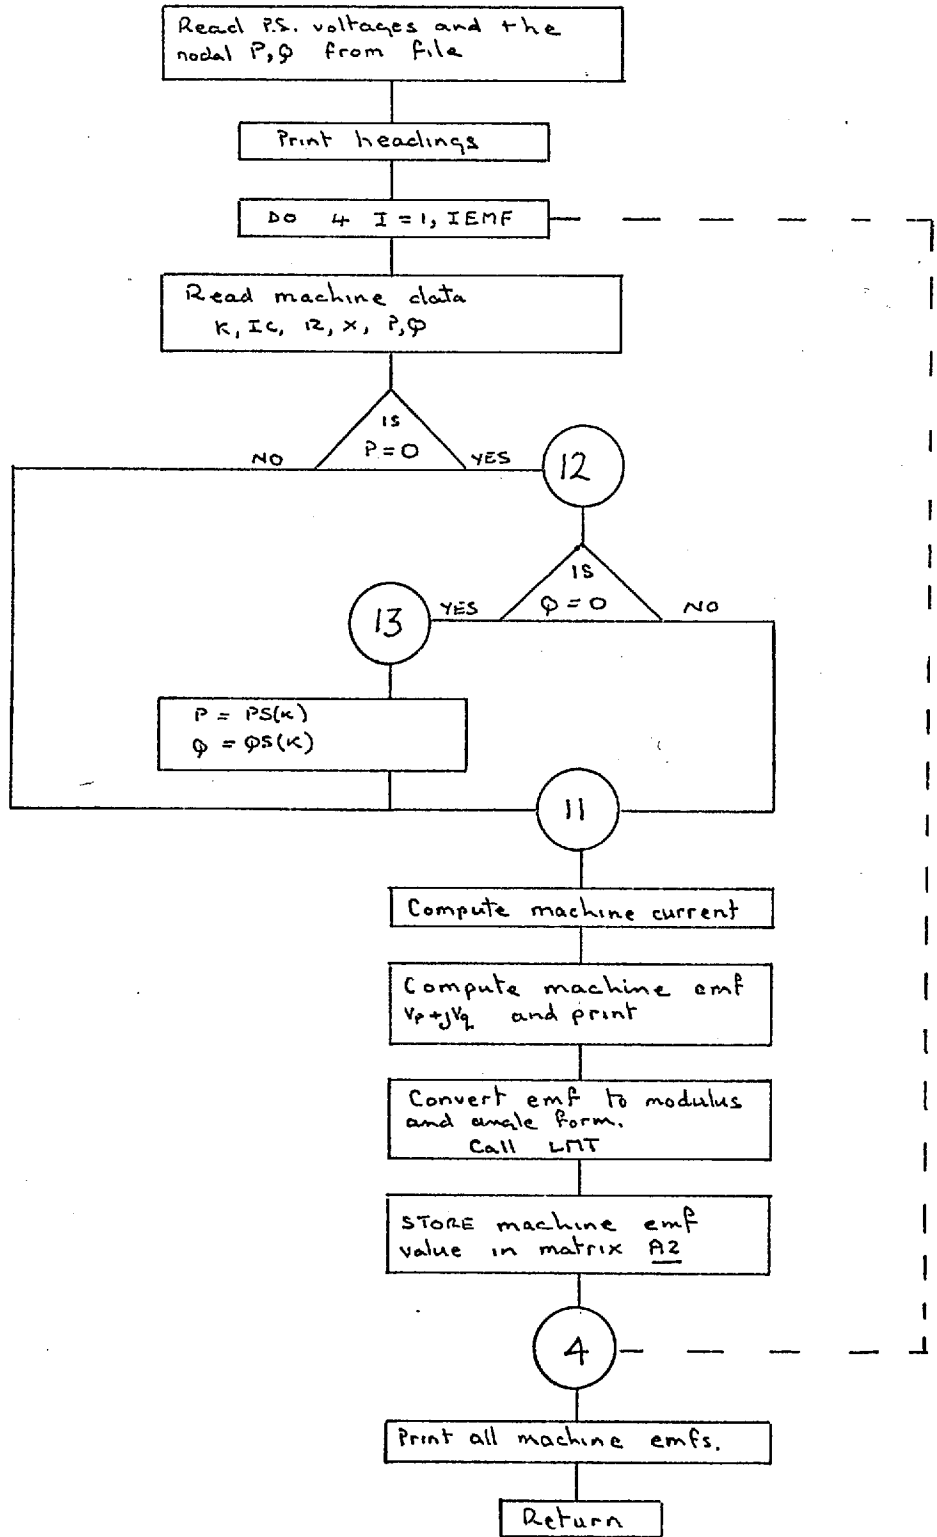 Read P.S. voltages and the
nodal P, Q from file
Print headings
DO 4 I = 1, IEMF
Read machine data
K, Ic, R, X, P, Q
IS
P = 0
NO
YES
12
IS
Q = 0
YES
NO
13
P = PS(K)
Q = QS(K)
11
Compute machine current
Compute machine emf
Vp + jVq and print
Convert emf to modulus
and angle form.
Call LMT
STORE machine emf
value in matrix A2
4
Print all machine emfs.
Return